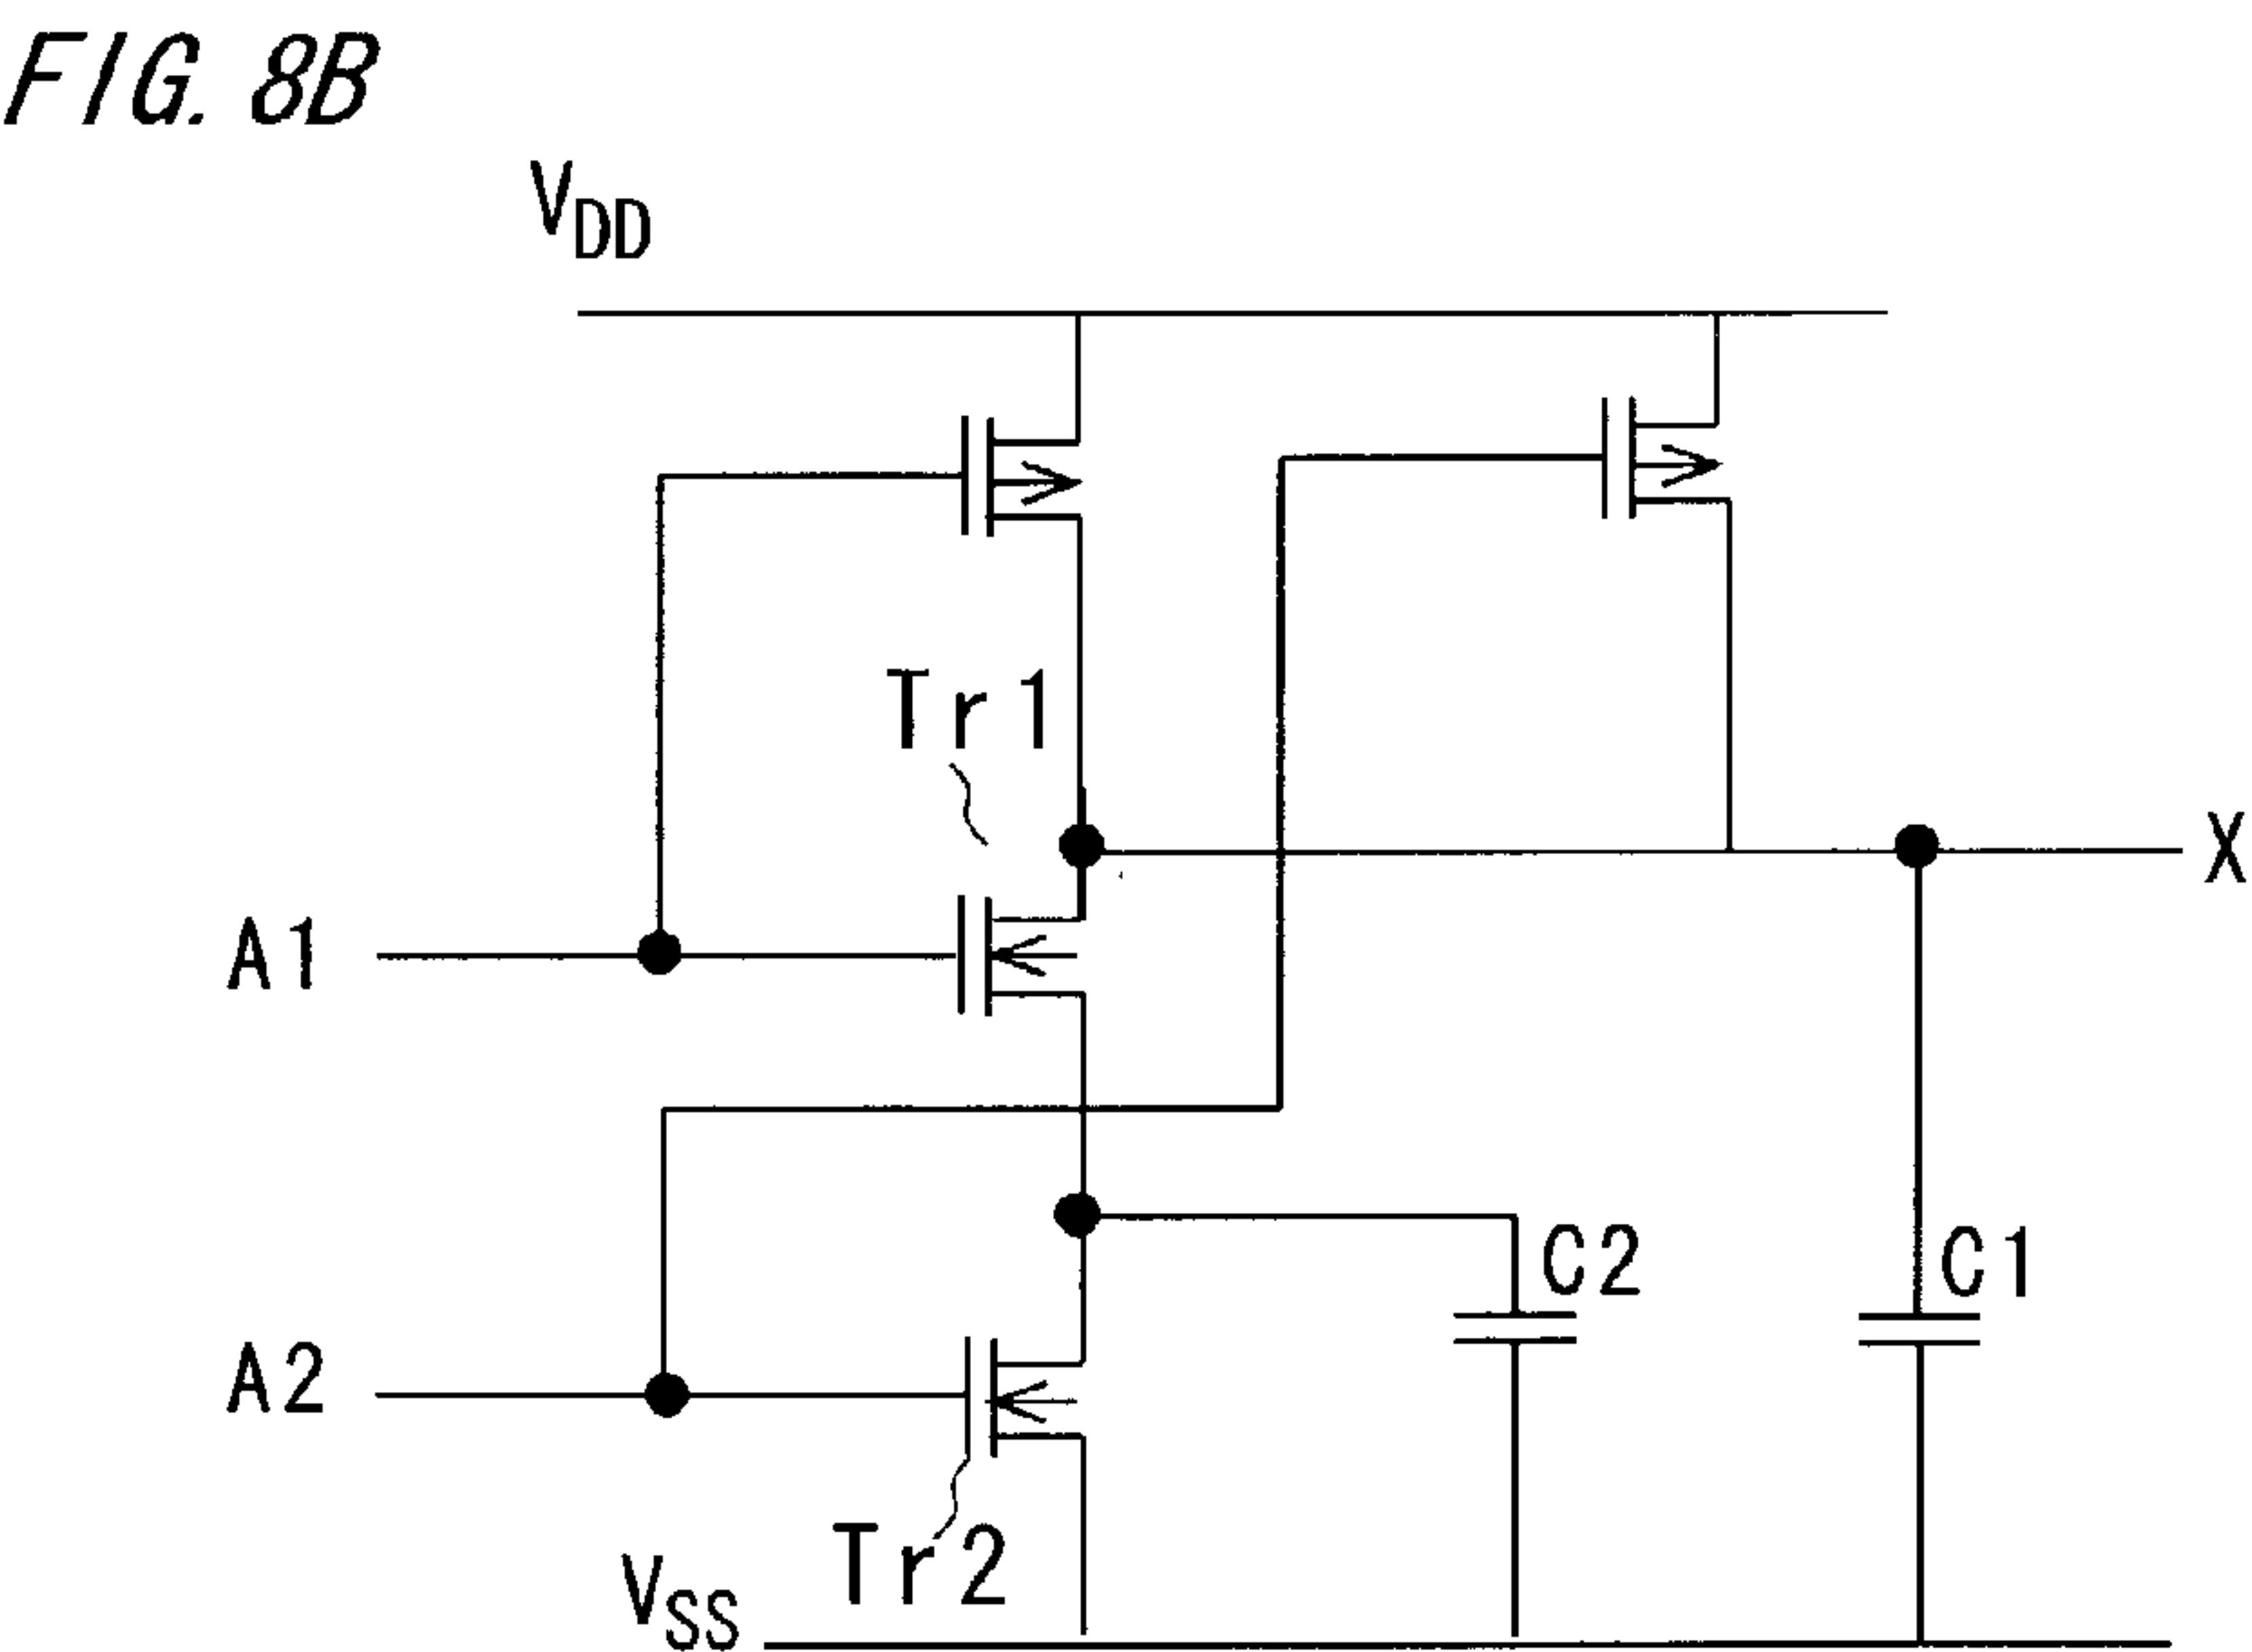 FIG. 8B
VDD
Tr1
X
A1
C2
C1
A2
Tr2
VSS